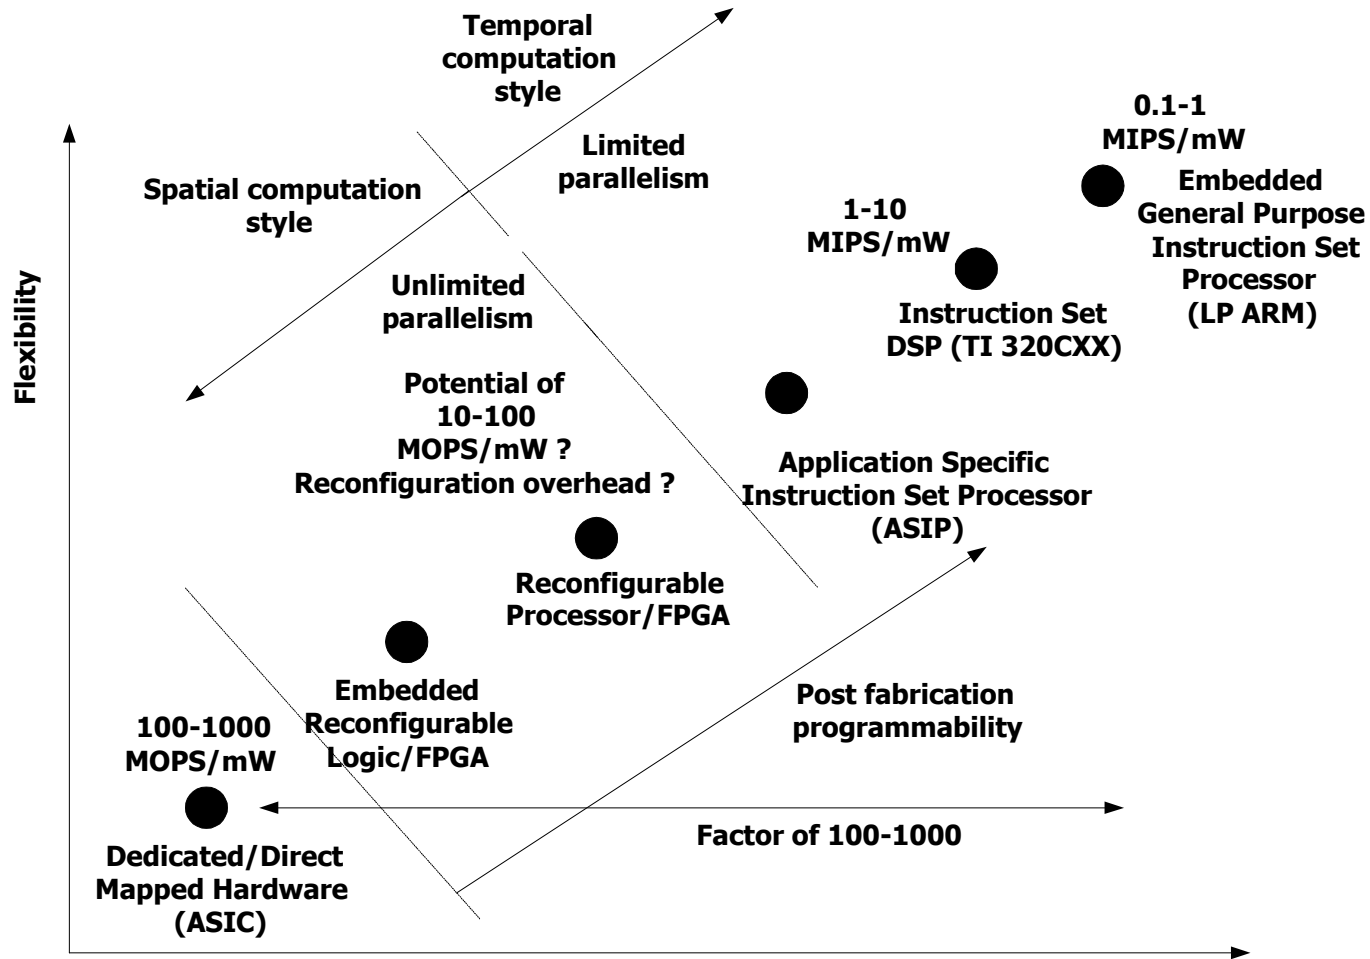 Temporal
computation
style
Limited
parallelism
Spatial computation
style
Unlimited
parallelism
0.1-1
MIPS/mW
Embedded
General Purpose
Instruction Set
Processor
(LP ARM)
1-10
MIPS/mW
Instruction Set
DSP (TI 320CXX)
Flexibility
Potential of
10-100
MOPS/mW ?
Reconfiguration overhead ?
Application Specific
Instruction Set Processor
(ASIP)
Reconfigurable
Processor/FPGA
Embedded
Reconfigurable
Logic/FPGA
Post fabrication
programmability
100-1000
MOPS/mW
Factor of 100-1000
Dedicated/Direct
Mapped Hardware
(ASIC)